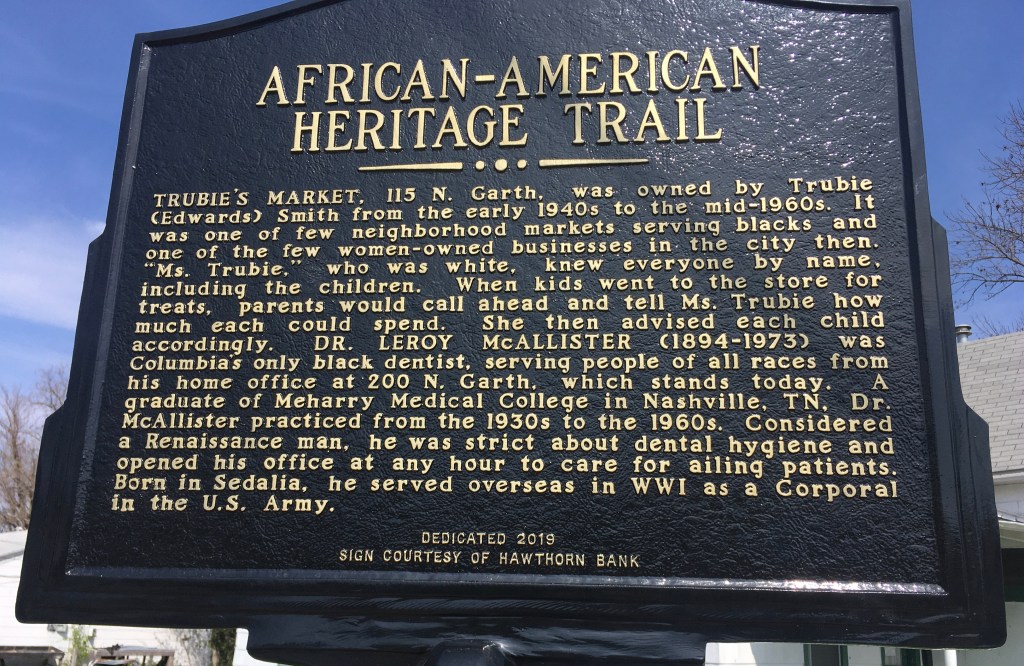 AFRICAN-AMERICAN
HERITAGE TRAIL
TRUBIE'S MARKET, 115 N. Garth, was owned by Trubie
(Edwards) Smith from the early 1940s to the mid-1960s. It
was one of few neighborhood markets serving blacks and
one of the few women-owned businesses in the city then.
"Ms. Trubie," who was white, knew everyone by name,
including the children. When kids went to the store for
treats, parents would call ahead and tell Ms. Trubie how
much each could spend. She then advised each child
accordingly. DR. LEROY McALLISTER (1894-1973) was
Columbia's only black dentist, serving people of all races from
his home office at 200 N. Garth, which stands today. A
graduate of Meharry Medical College in Nashville, TN, Dr.
McAllister practiced from the 1930s to the 1960s. Considered
a Renaissance man, he was strict about dental hygiene and
opened his office at any hour to care for ailing patients.
Born in Sedalia, he served overseas in WWI as a Corporal
in the U.S. Army.
DEDICATED 2019
SIGN COURTESY OF HAWTHORN BANK